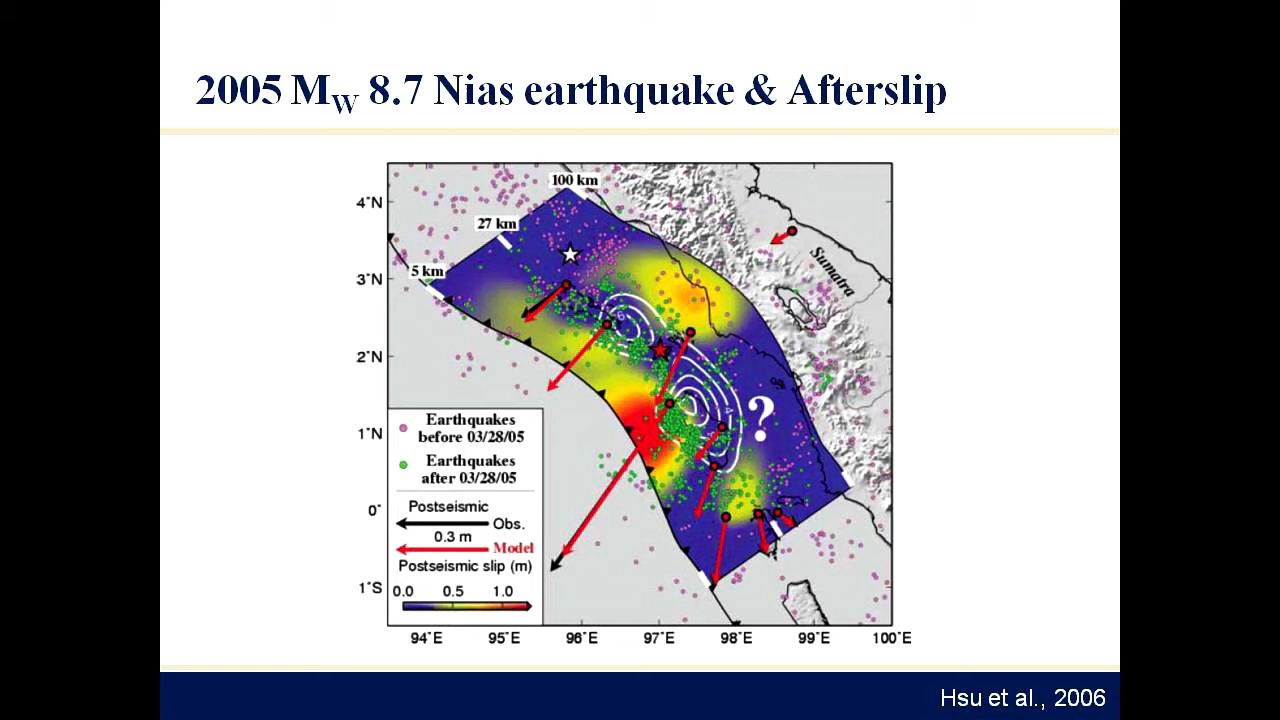 2005 MW 8.7 Nias earthquake & Afterslip
100 km
27 km
5 km
Sumatra
6
?
4°N
3°N
2°N
1°N
0°
1°S
Earthquakes
before 03/28/05
Earthquakes
after 03/28/05
Postseismic
Obs.
0.3 m
Model
Postseismic slip (m)
0.0 0.5 1.0
94°E 95°E 96°E 97°E 98°E 99°E 100°E
Hsu et al., 2006